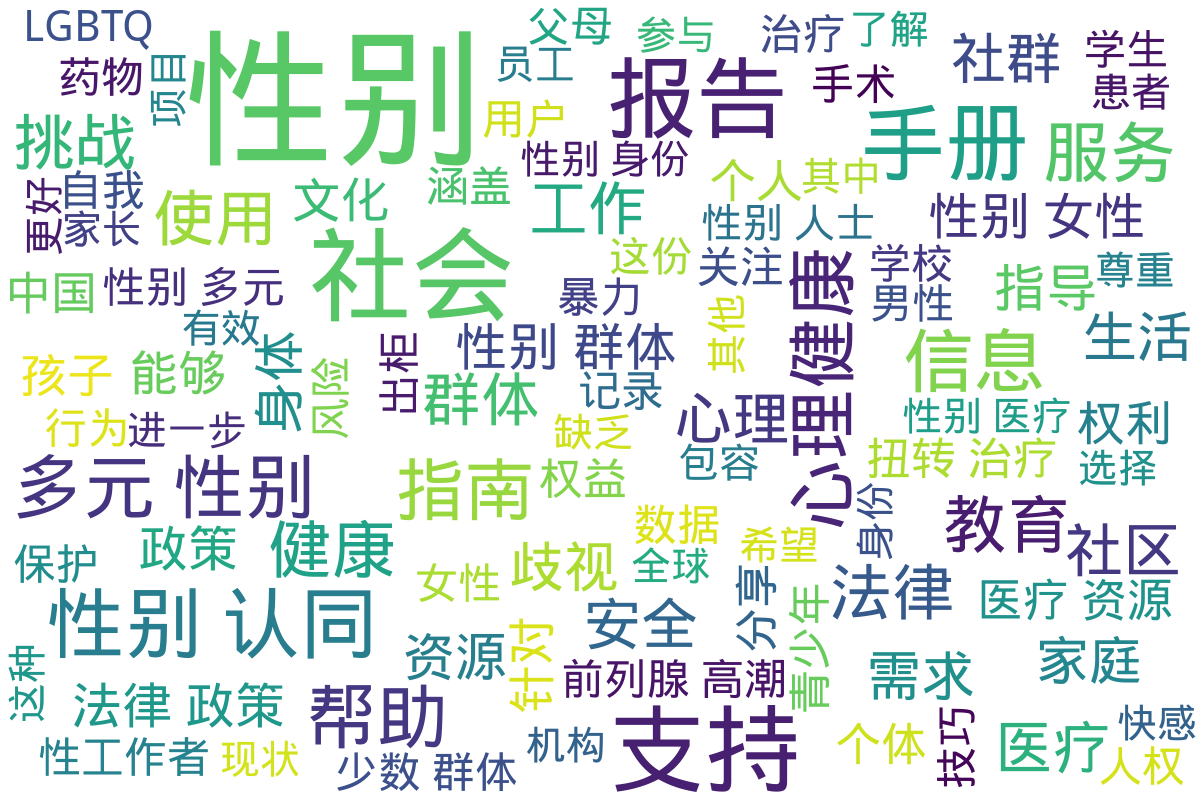 LGBTQ
性别
父母
参与
治疗
了解
社群
学生
药物
项目
员工
报告
手术
患者
挑战
用户
手册
服务
性别 身份
更好
自我
家长
使用
文化
涵盖
工作
个人
其中
性别 人士
性别 女性
社会
这份
关注
心理健康
学校
尊重
中国
性别 多元
暴力
男性
指导
有效
身体
性别 群体
其他
信息
生活
孩子
能够
风险
出柜
群体
记录
心理
性别 医疗
权利
行为
进一步
缺乏
包容
扭转 治疗
选择
多元 性别
指南
权益
身份
教育
社区
保护
政策
健康
女性
歧视
数据
全球
希望
性别 认同
资源
针对
安全
分享
青少年
法律
医疗 资源
这种
法律 政策
帮助
前列腺 高潮
需求
家庭
性工作者
现状
少数 群体
机构
支持
个体
技巧
医疗
快感
人权